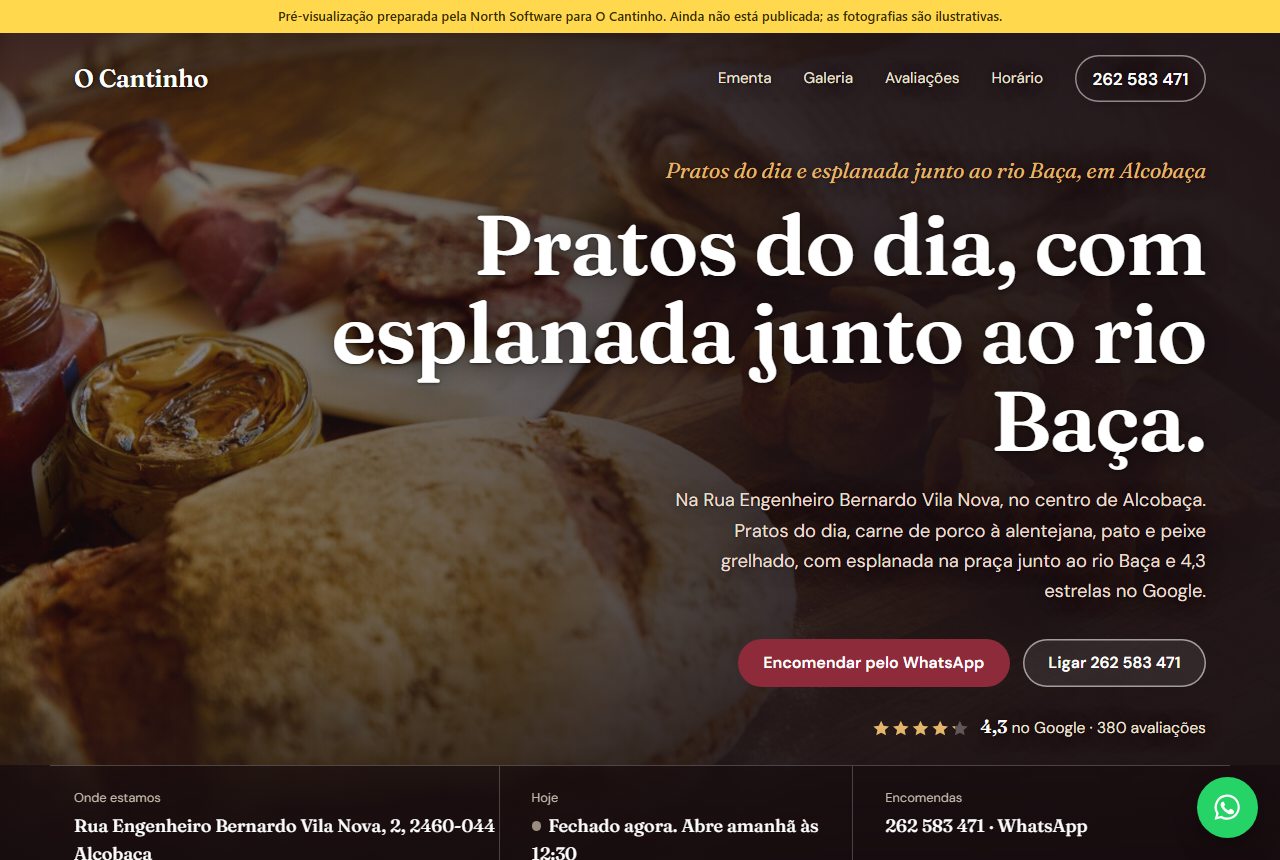 Pré-visualização preparada pela North Software para O Cantinho. Ainda não está publicada; as fotografias são ilustrativas.
O Cantinho
Ementa
Galeria
Avaliações
Horário
262 583 471
Pratos do dia e esplanada junto ao rio Baça, em Alcobaça
Pratos do dia, com
esplanada junto ao rio
Baça.
Na Rua Engenheiro Bernardo Vila Nova, no centro de Alcobaça.
Pratos do dia, carne de porco à alentejana, pato e peixe
grelhado, com esplanada na praça junto ao rio Baça e 4,3
estrelas no Google.
Encomendar pelo WhatsApp
Ligar 262 583 471
4,3 no Google · 380 avaliações
Onde estamos
Rua Engenheiro Bernardo Vila Nova, 2, 2460-044
Alcobaça
Hoje
Fechado agora. Abre amanhã às
12:30
Encomendas
262 583 471 · WhatsApp